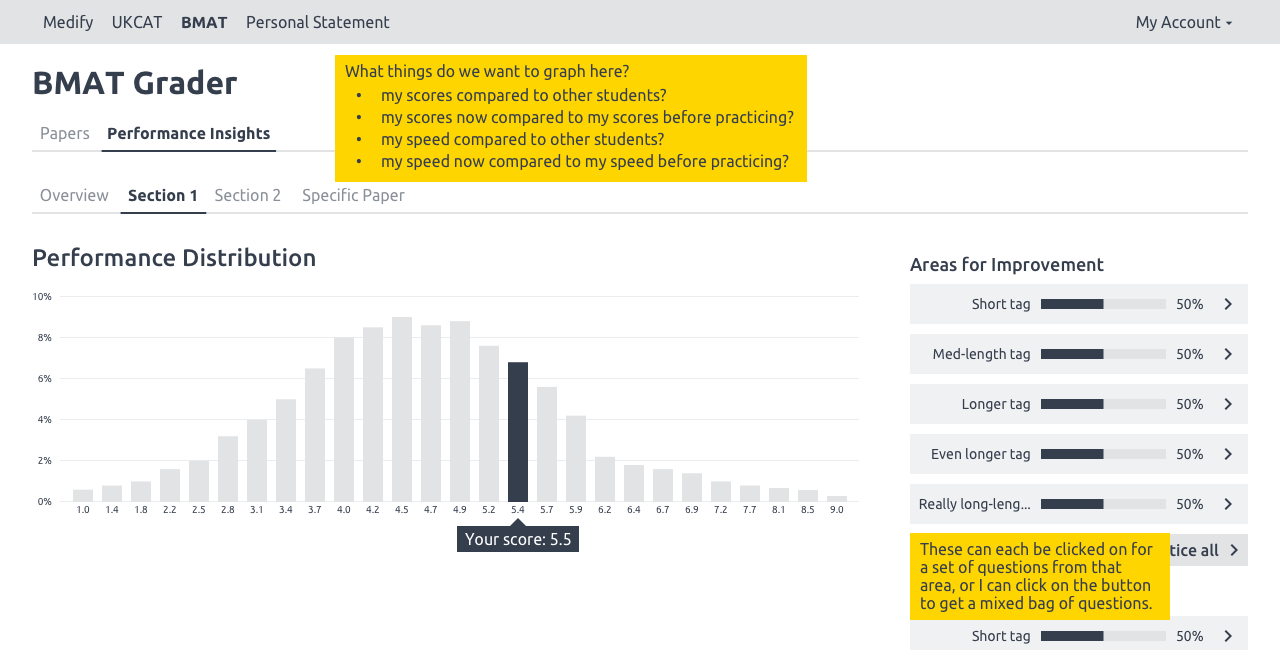 Medify UKCAT BMAT Personal Statement My Account
BMAT Grader
What things do we want to graph here?
• my scores compared to other students?
• my scores now compared to my scores before practicing?
• my speed compared to other students?
• my speed now compared to my speed before practicing?
Papers Performance Insights
Overview Section 1 Section 2 Specific Paper
Performance Distribution
10%
8%
6%
4%
2%
0%
1.0 1.4 1.8 2.2 2.5 2.8 3.1 3.4 3.7 4.0 4.2 4.5 4.7 4.9 5.2 5.4 5.7 5.9 6.2 6.4 6.7 6.9 7.2 7.7 8.1 8.5 9.0
Your score: 5.5
Areas for Improvement
Short tag 50%
Med-length tag 50%
Longer tag 50%
Even longer tag 50%
Really long-leng... 50%
tice all
These can each be clicked on for
a set of questions from that
area, or I can click on the button
to get a mixed bag of questions.
Short tag 50%